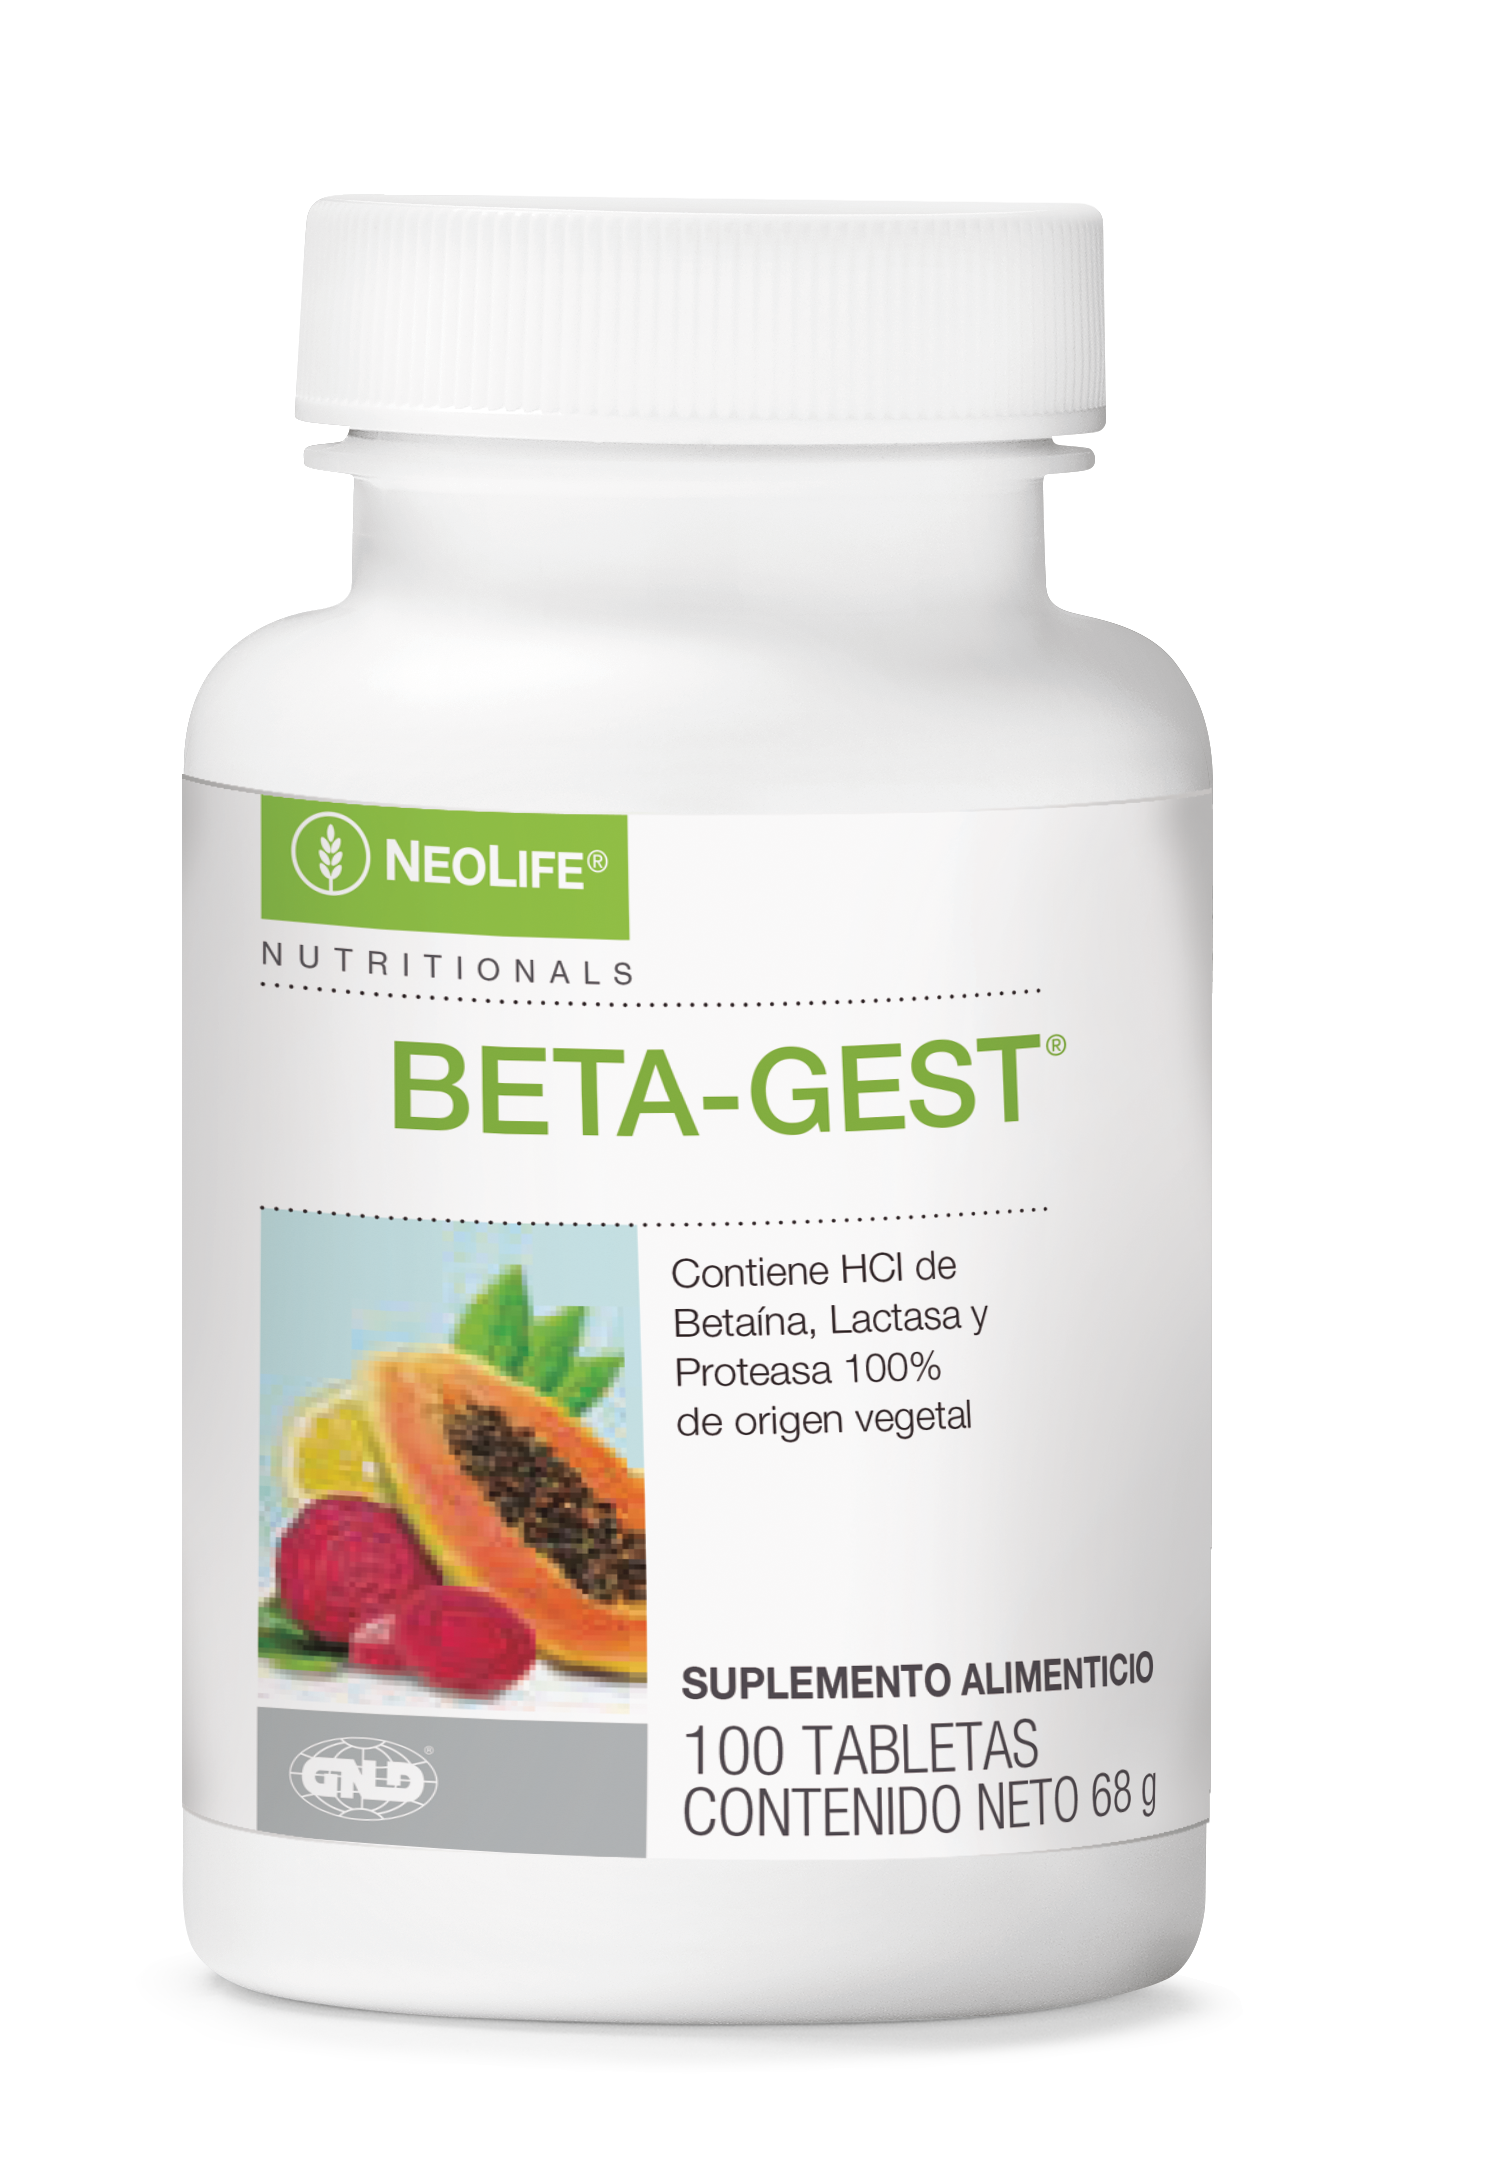 NEOLIFE®
NUTRITIONALS
BETA-GEST®
Contiene HCl de
Betaína, Lactasa y
Proteasa 100%
de origen vegetal
SUPLEMENTO ALIMENTICIO
100 TABLETAS
CONTENIDO NETO 68 g
GNLD®